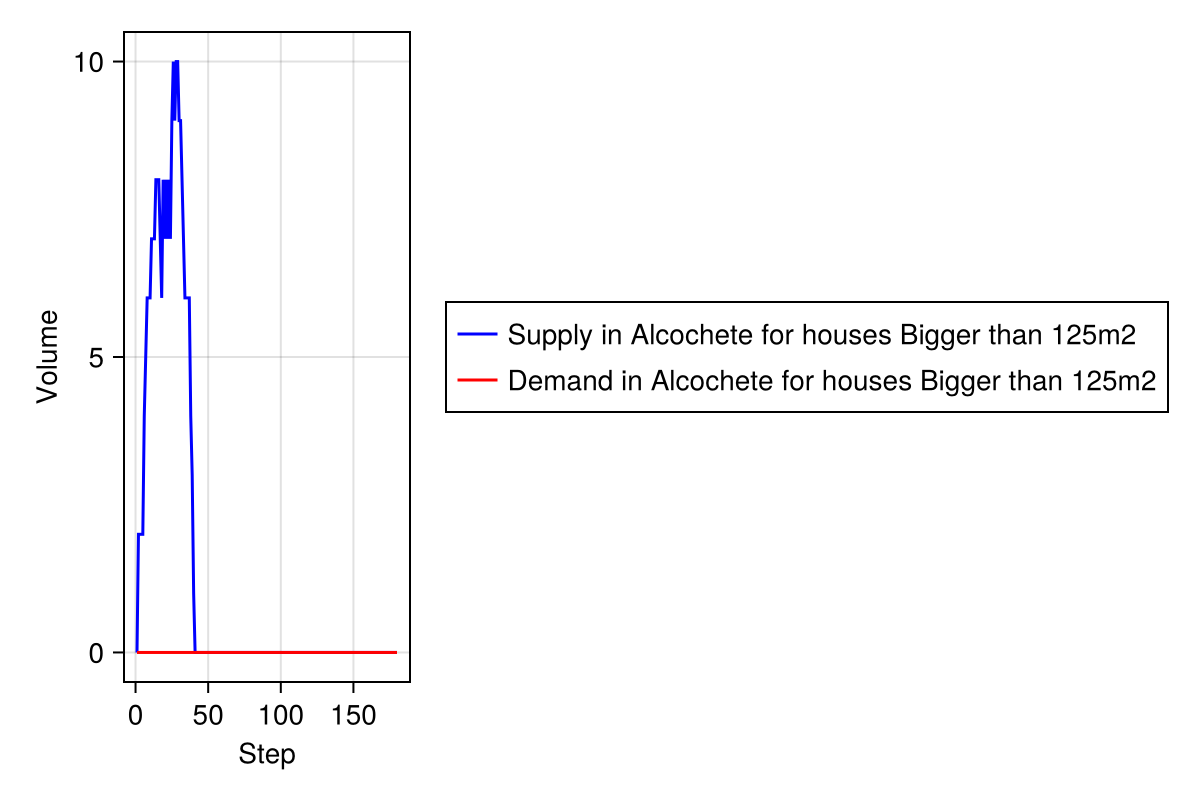 10
5
0
Volume
0 50 100 150
Step
Supply in Alcochete for houses Bigger than 125m2
Demand in Alcochete for houses Bigger than 125m2